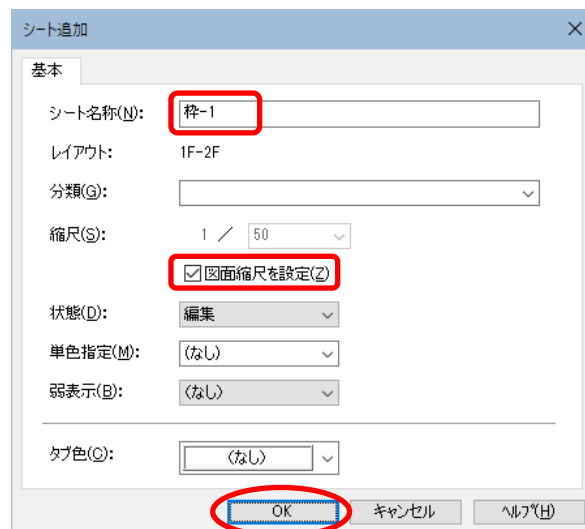 シート追加
基本
シート名称(N): 枠-1
レイアウト: 1F-2F
分類(G):
縮尺(S): 1 / 50
図面縮尺を設定(Z)
状態(D): 編集
単色指定(M): (なし)
弱表示(B): (なし)
タブ色(C): (なし)
OK キャンセル ヘルプ(H)